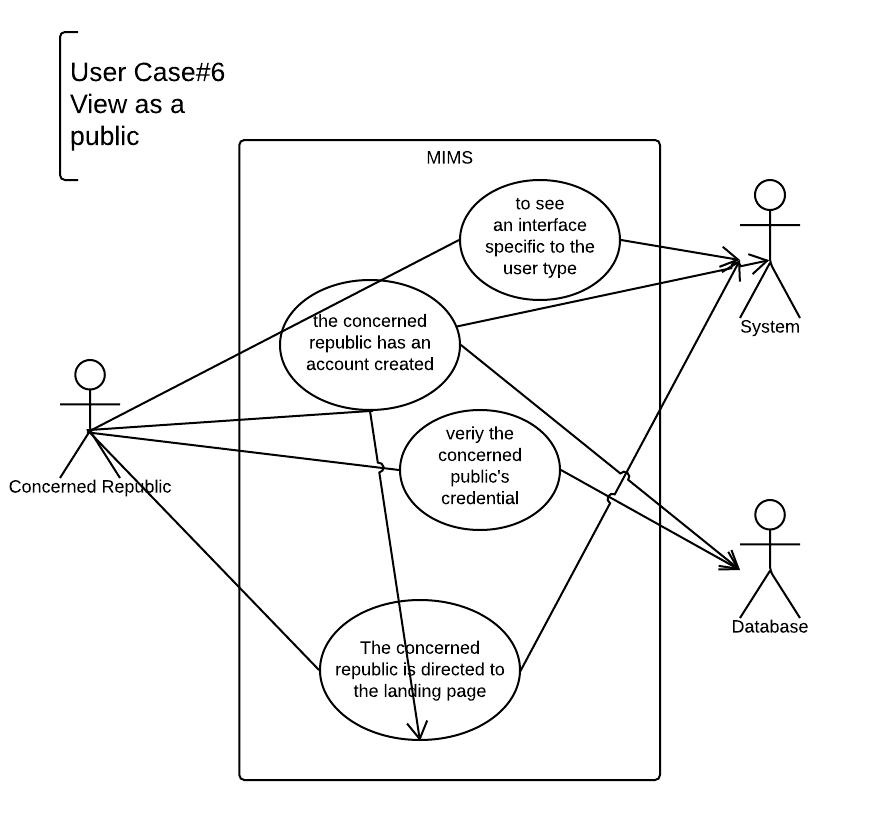 User Case#6
View as a
public
MIMS
to see
an interface
specific to the
user type
System
the concerned
republic has an
account created
Concerned Republic
veriy the
concerned
public's
credential
Database
The concerned
republic is directed to
the landing page